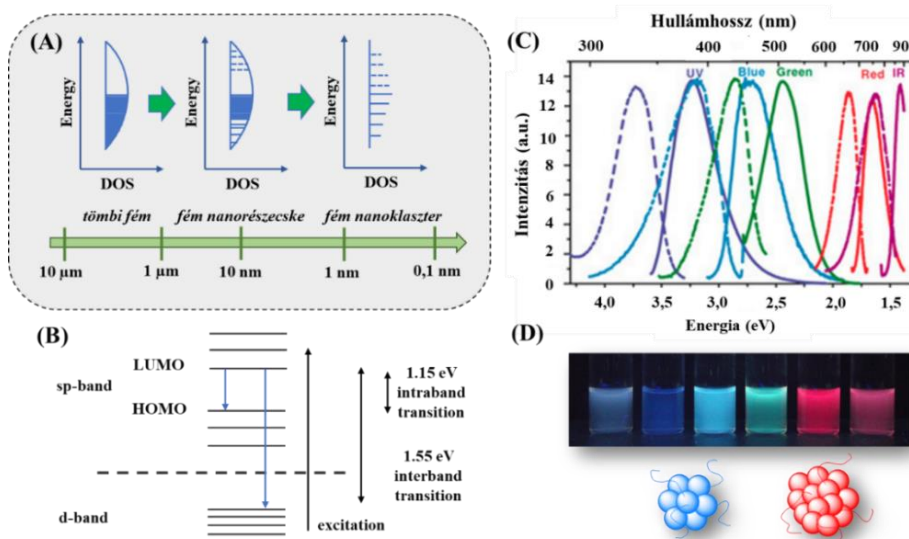 (A)
Energy
Energy
Energy
DOS
DOS
DOS
tömbi fém
fém nanorészecske
fém nanoklaszter
10 µm
1 µm
10 nm
1 nm
0,1 nm
(B)
LUMO
sp-band
HOMO
d-band
1.15 eV
intraband
transition
1.55 eV
interband
transition
excitation
(C)
Hullámhossz (nm)
300
400
500
600
700
90
UV
Blue
Green
Red
IR
Intenzitás (a.u.)
14
12
10
8
6
4
2
0
4,0
3,5
3,0
2,5
2,0
1,5
Energia (eV)
(D)